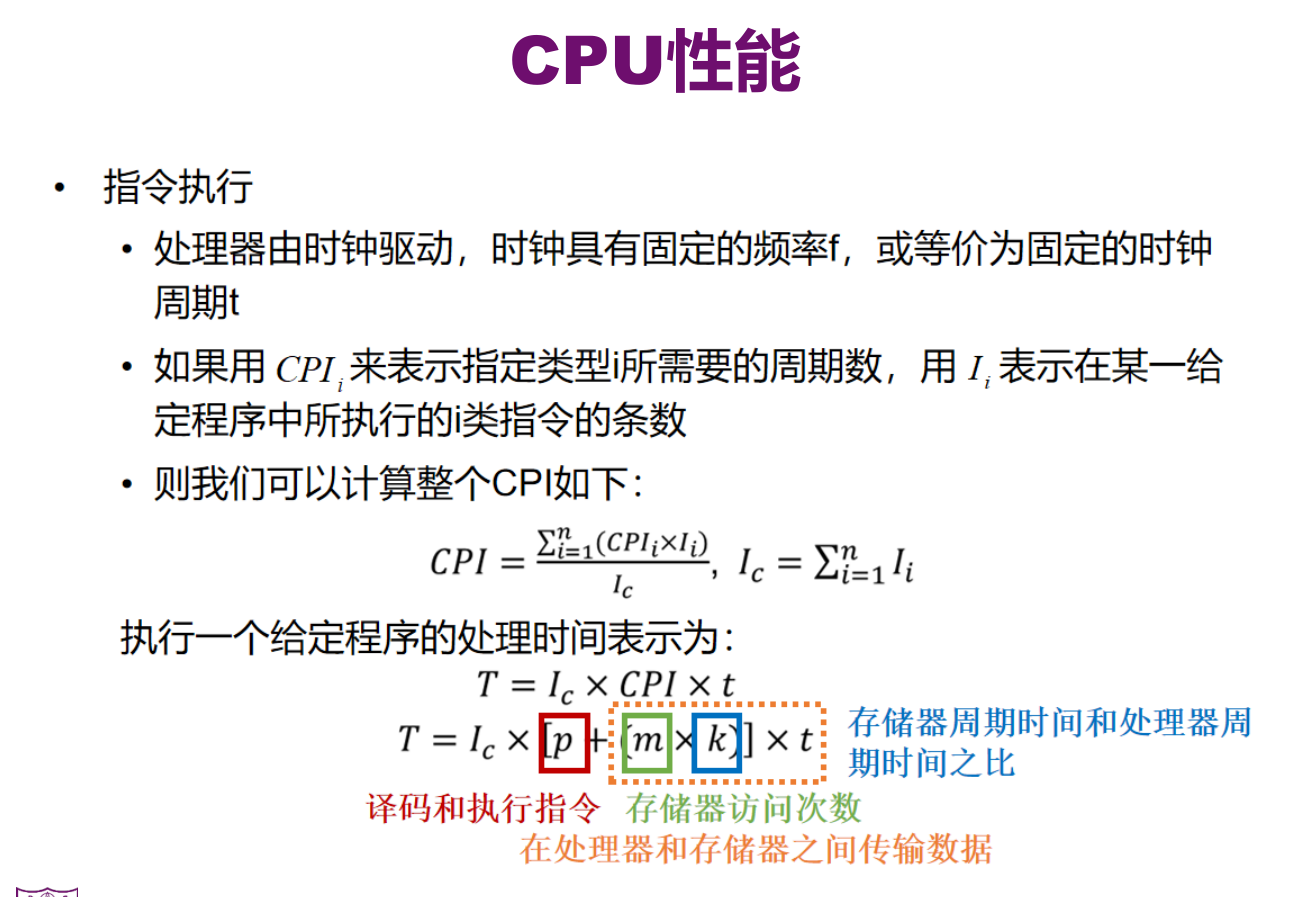 CPU性能
• 指令执行
• 处理器由时钟驱动，时钟具有固定的频率f，或等价为固定的时钟
周期t
• 如果用 CPI_i 来表示指定类型i所需要的周期数，用 I_i 表示在某一给
定程序中所执行的i类指令的条数
• 则我们可以计算整个CPI如下：
CPI = \frac{\sum_{i=1}^{n}(CPI_i×I_i)}{I_c}, I_c = \sum_{i=1}^{n} I_i
执行一个给定程序的处理时间表示为：
T = I_c × CPI × t
T = I_c × [p + (m × k)] × t
存储器周期时间和处理器周
期时间之比
译码和执行指令 存储器访问次数
在处理器和存储器之间传输数据